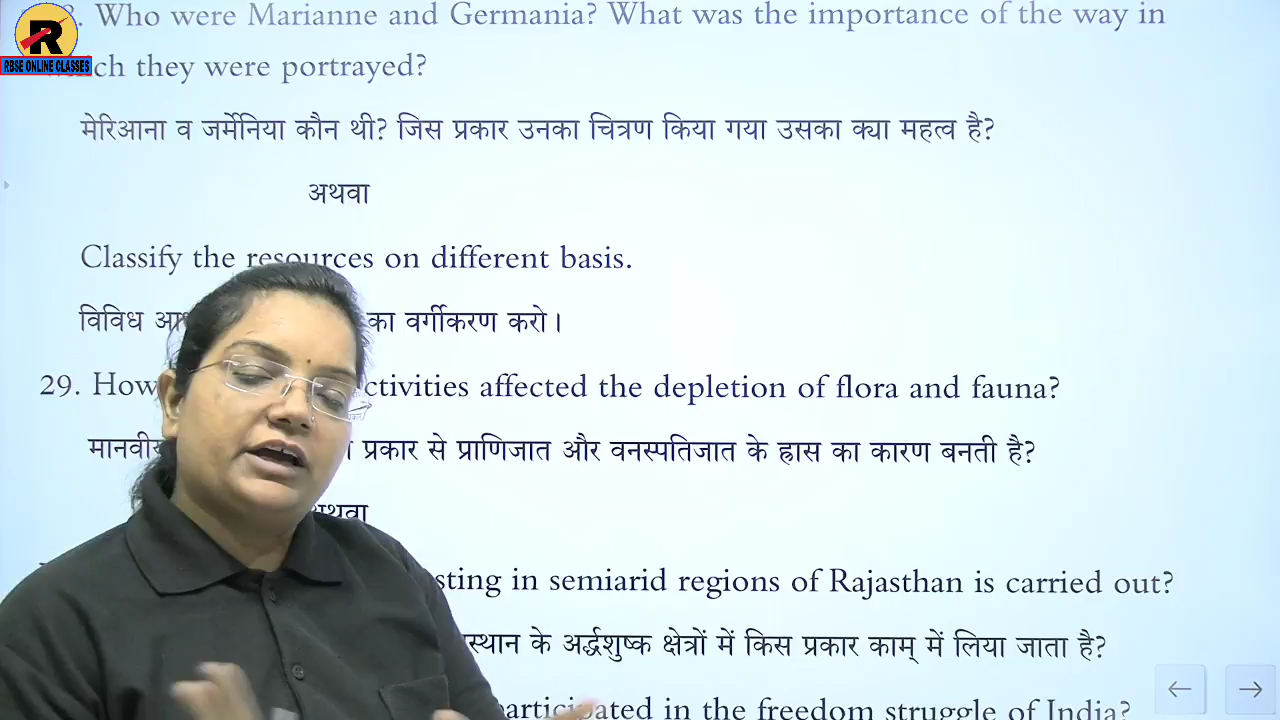 RBSE ONLINE CLASSES
. Who were Marianne and Germania? What was the importance of the way in
ch they were portrayed?
मेरिआना व जर्मेनिया कौन थी? जिस प्रकार उनका चित्रण किया गया उसका क्या महत्व है?
अथवा
Classify the resources on different basis.
विविध का वर्गीकरण करो।
29. How ctivities affected the depletion of flora and fauna?
प्रकार से प्राणिजात और वनस्पतिजात के ह्रास का कारण बनती है?
अथवा
sting in semiarid regions of Rajasthan is carried out?
स्थान के अर्द्धशुष्क क्षेत्रों में किस प्रकार काम् में लिया जाता है?
participated in the freedom struggle of India?